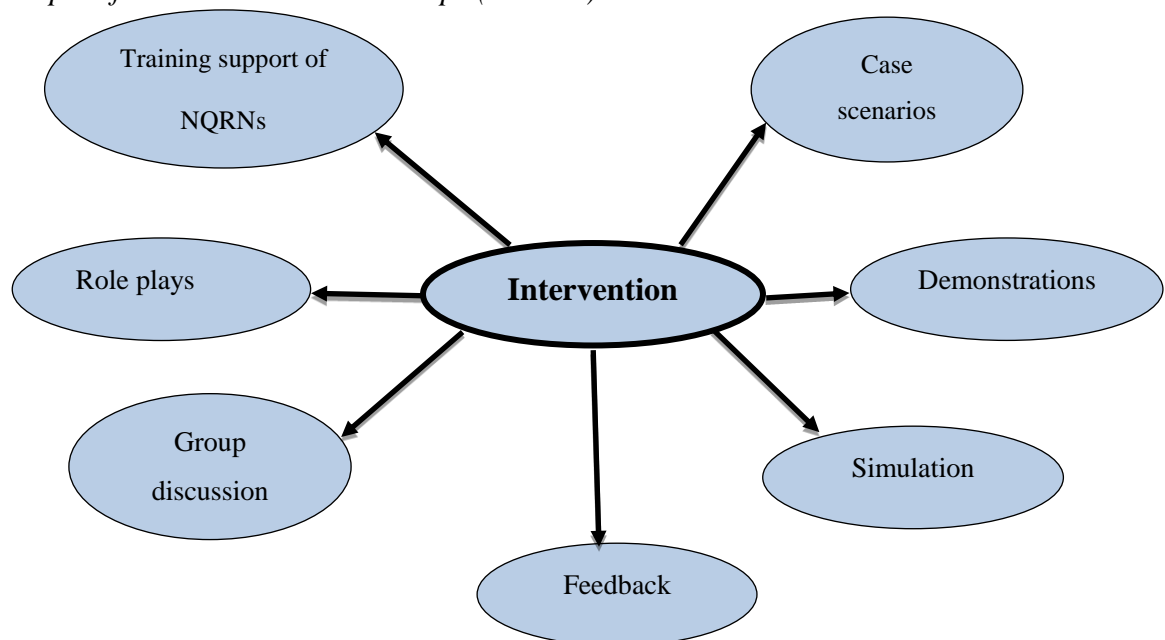 Training support of
NQRNs
Case
scenarios
Role plays
Intervention
Demonstrations
Group
discussion
Simulation
Feedback